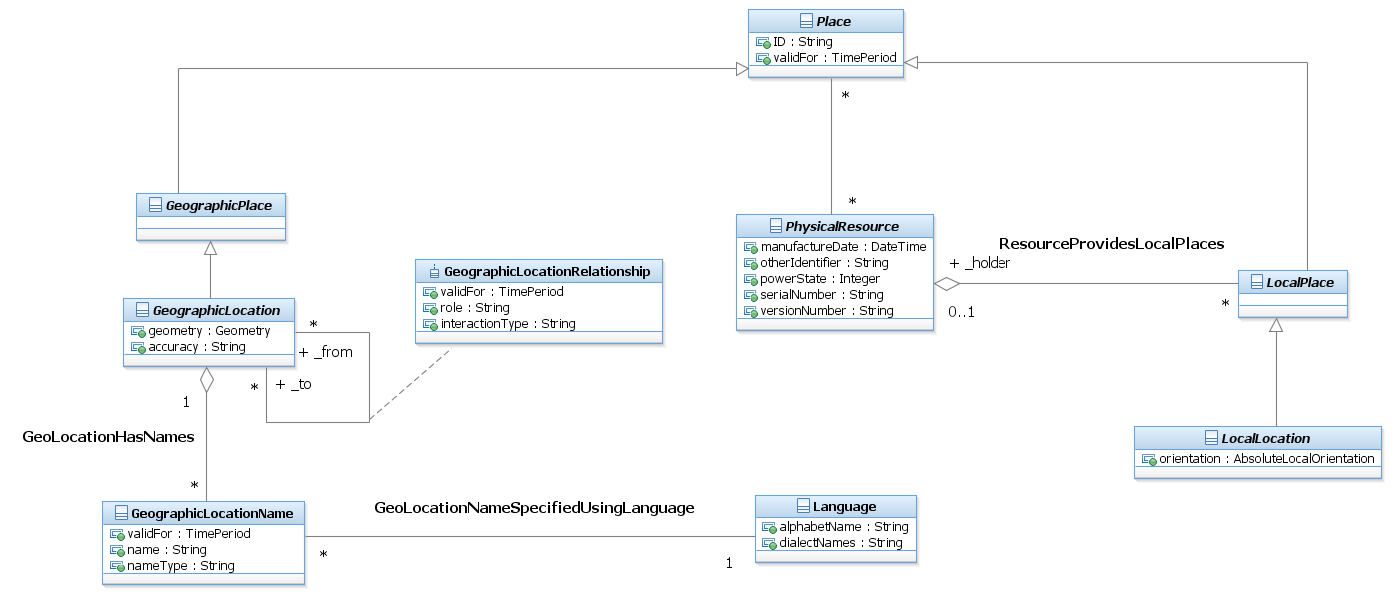 Place
ID : String
validFor : TimePeriod
*
*
GeographicPlace
PhysicalResource
manufactureDate : DateTime
otherIdentifier : String
powerState : Integer
serialNumber : String
versionNumber : String
ResourceProvidesLocalPlaces
+ _holder
0..1
*
LocalPlace
GeographicLocationRelationship
validFor : TimePeriod
role : String
interactionType : String
GeographicLocation
geometry : Geometry
accuracy : String
*
+ _from
* + _to
1
GeoLocationHasNames
*
LocalLocation
orientation : AbsoluteLocalOrientation
GeographicLocationName
validFor : TimePeriod
name : String
nameType : String
GeoLocationNameSpecifiedUsingLanguage
*
1
Language
alphabetName : String
dialectNames : String